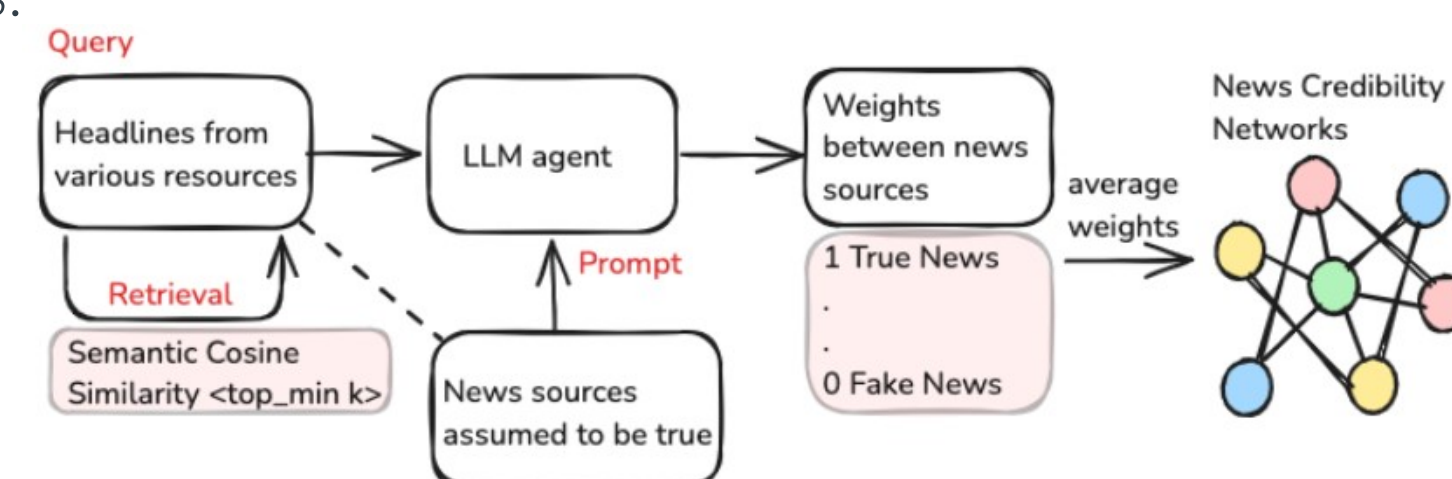 Query
Headlines from
various resources
LLM agent
Weights
between news
sources
News Credibility
Networks
average
weights
Retrieval
Prompt
1 True News
.
.
0 Fake News
Semantic Cosine
Similarity <top_min k>
News sources
assumed to be true